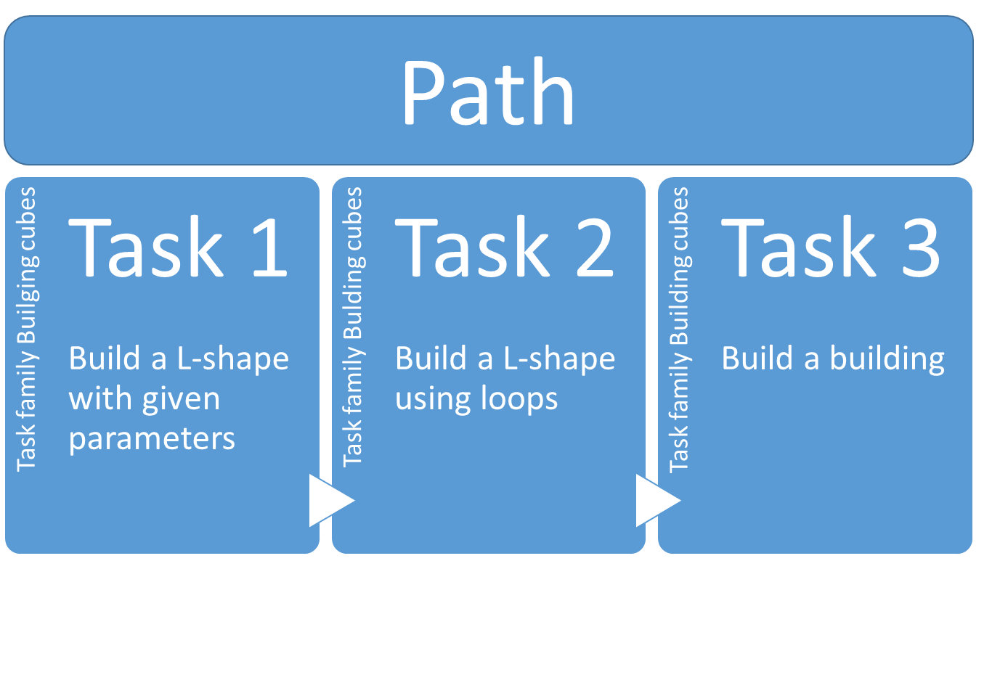 Path
Task family Builging cubes
Task 1
Build a L-shape
with given
parameters
Task family Bulding cubes
Task 2
Build a L-shape
using loops
Task family Building cubes
Task 3
Build a building